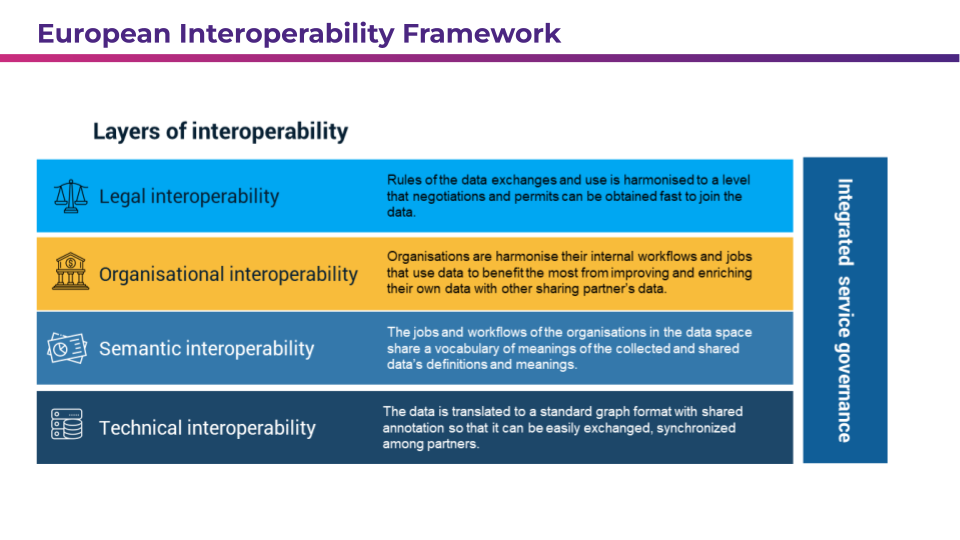 European Interoperability Framework
Layers of interoperability
Legal interoperability
Rules of the data exchanges and use is harmonised to a level
that negotiations and permits can be obtained fast to join the
data.
Organisational interoperability
Organisations are harmonise their internal workflows and jobs
that use data to benefit the most from improving and enriching
their own data with other sharing partner's data.
Semantic interoperability
The jobs and workflows of the organisations in the data space
share a vocabulary of meanings of the collected and shared
data's definitions and meanings.
Technical interoperability
The data is translated to a standard graph format with shared
annotation so that it can be easily exchanged, synchronized
among partners.
Integrated service governance